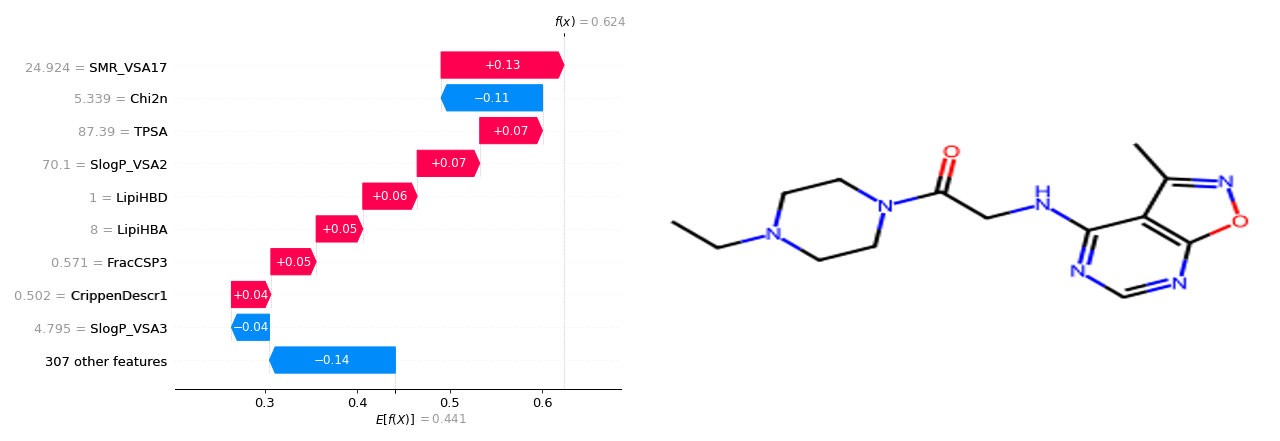 f(x) = 0.624
24.924 = SMR_VSA17
+0.13
5.339 = Chi2n
−0.11
87.39 = TPSA
+0.07
70.1 = SlogP_VSA2
+0.07
1 = LipiHBD
+0.06
8 = LipiHBA
+0.05
0.571 = FracCSP3
+0.05
0.502 = CrippenDescr1
+0.04
4.795 = SlogP_VSA3
−0.04
307 other features
−0.14
0.3 0.4 0.5 0.6
E[f(X)] = 0.441
O
H
N
N
N
N
N
N
N
O